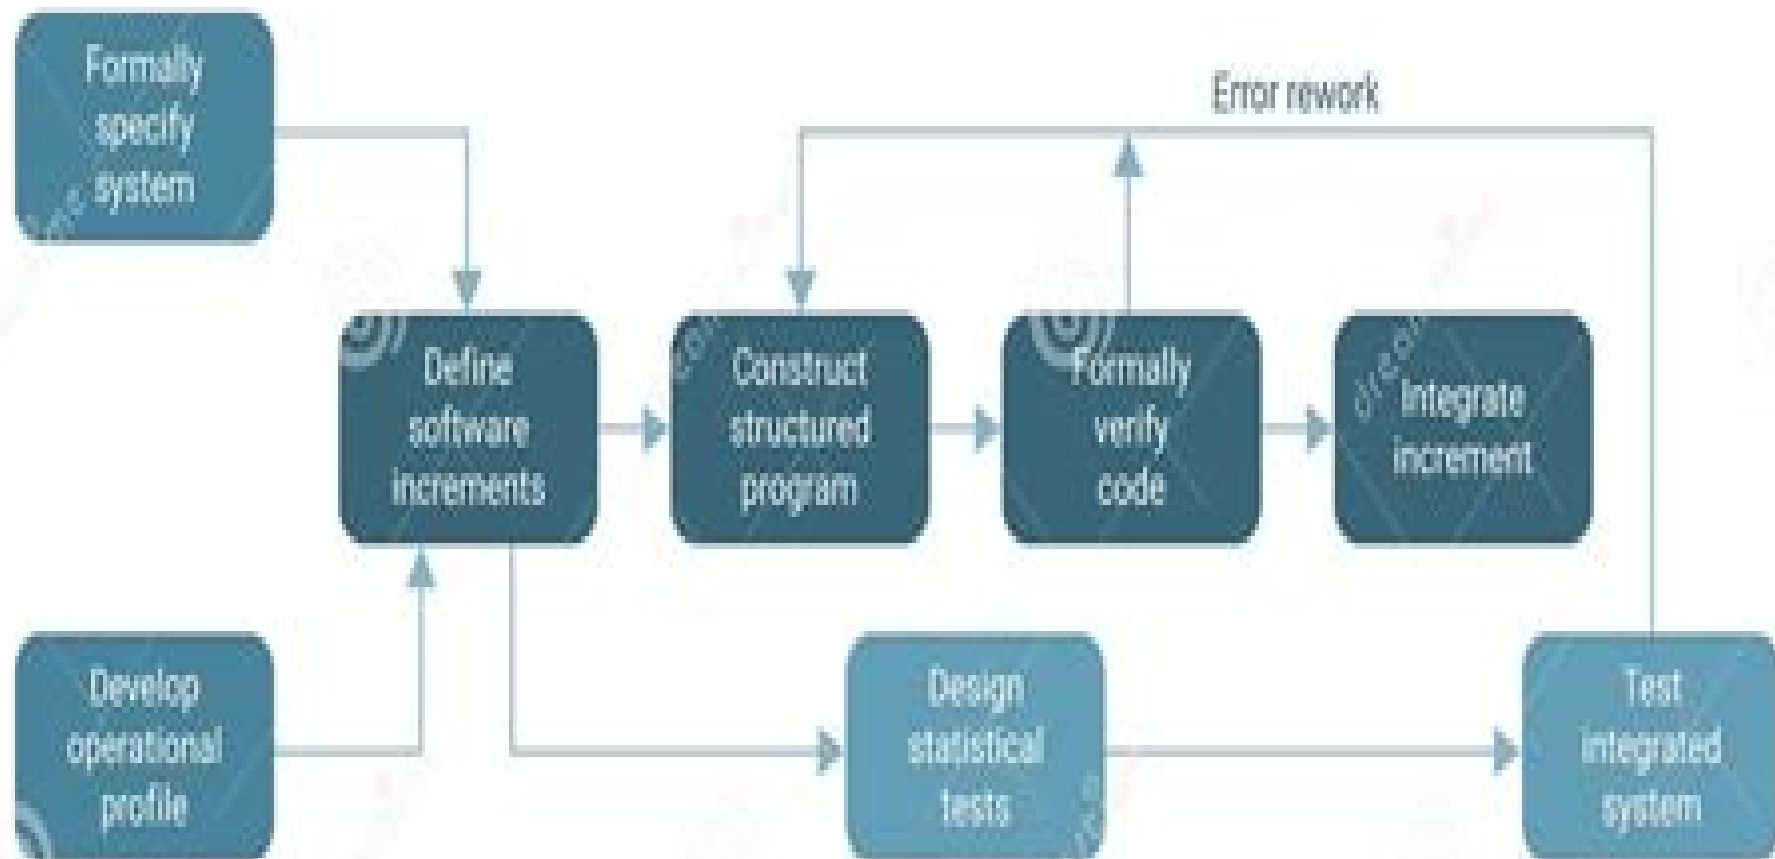 Formally
specify
system
Error rework
Define
software
increments
Construct
structured
program
Formally
verify
code
Integrate
increment
Develop
operational
profile
Design
statistical
tests
Test
integrated
system